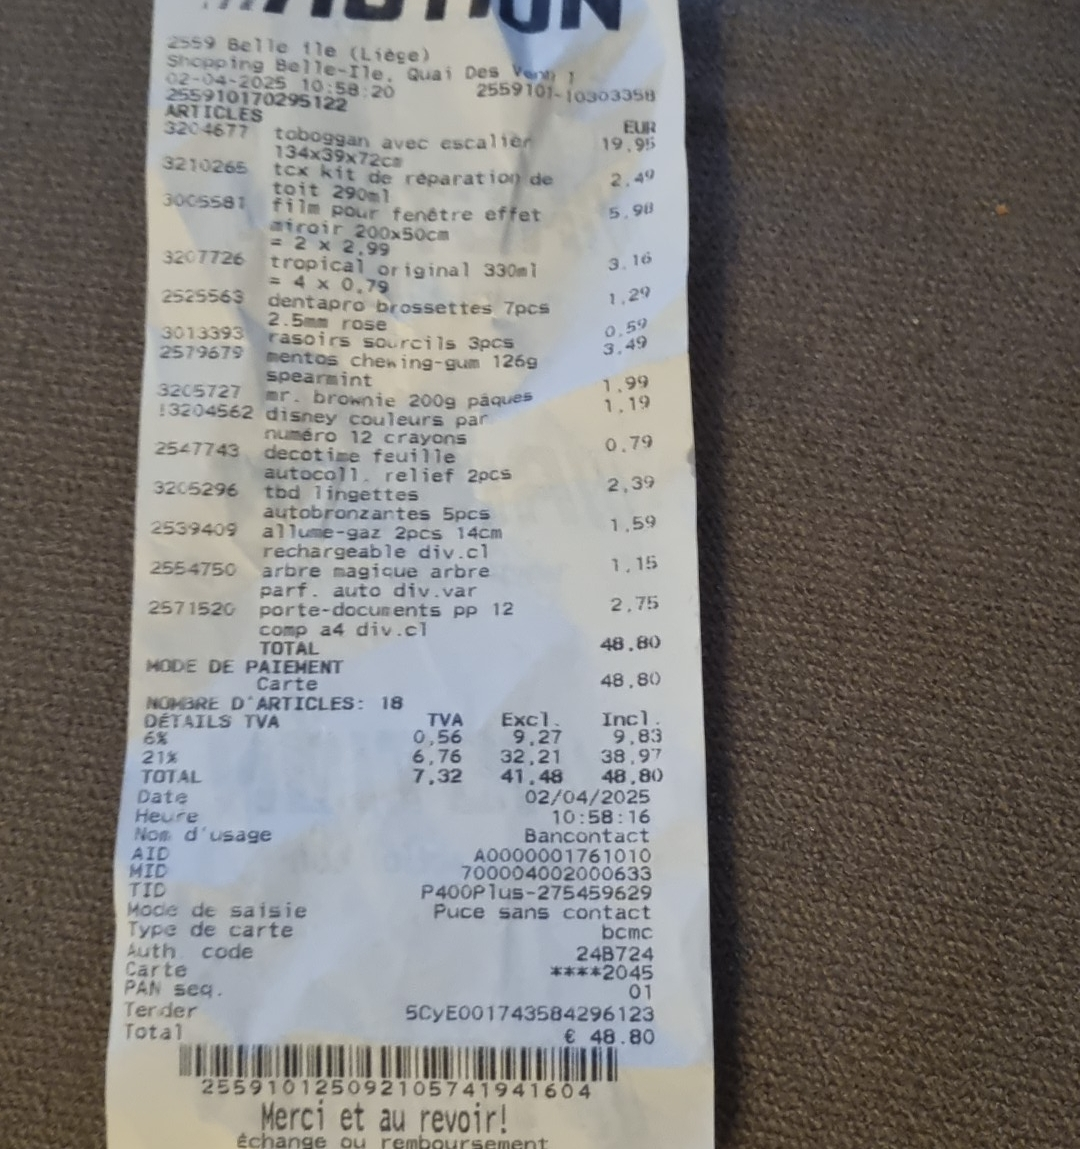 ACTION
2559 Belle ile (Liège)
Shopping Belle-Ile, Quai Des Venn 1
02-04-2025 10:58:20 2559101-10303358
255910170295122
ARTICLES EUR
3204677 toboggan avec escalier 19,95
134x39x72cm
3210265 tcx kit de réparation de 2,49
toit 290ml
3005581 film pour fenêtre effet 5,98
miroir 200x50cm
= 2 x 2,99
3207726 tropical original 330ml 3,16
= 4 x 0,79
2525563 dentapro brossettes 7pcs 1,29
2.5mm rose
3013393 rasoirs sourcils 3pcs 0,59
2579679 mentos chewing-gum 126g 3,49
spearmint
3205727 mr. brownie 200g pâques 1,99
!3204562 disney couleurs par 1,19
numéro 12 crayons
2547743 decotime feuille 0,79
autocoll. relief 2pcs
3205296 tbd lingettes 2,39
autobronzantes 5pcs
2539409 allume-gaz 2pcs 14cm 1,59
rechargeable div.cl
2554750 arbre magique arbre 1,15
parf. auto div.var
2571520 porte-documents pp 12 2,75
comp a4 div.cl
TOTAL 48,80
MODE DE PAIEMENT
Carte 48,80
NOMBRE D'ARTICLES: 18
DÉTAILS TVA TVA Excl. Incl.
6% 0,56 9,27 9,83
21% 6,76 32,21 38,97
TOTAL 7,32 41,48 48,80
Date 02/04/2025
Heure 10:58:16
Nom d'usage Bancontact
AID A0000001761010
MID 700004002000633
TID P400Plus-275459629
Mode de saisie Puce sans contact
Type de carte bcmc
Auth. code 24B724
Carte ****2045
PAN seq. 01
Tender 5CyE001743584296123
Total € 48.80
255910125092105741941604
Merci et au revoir!
Échange ou remboursement